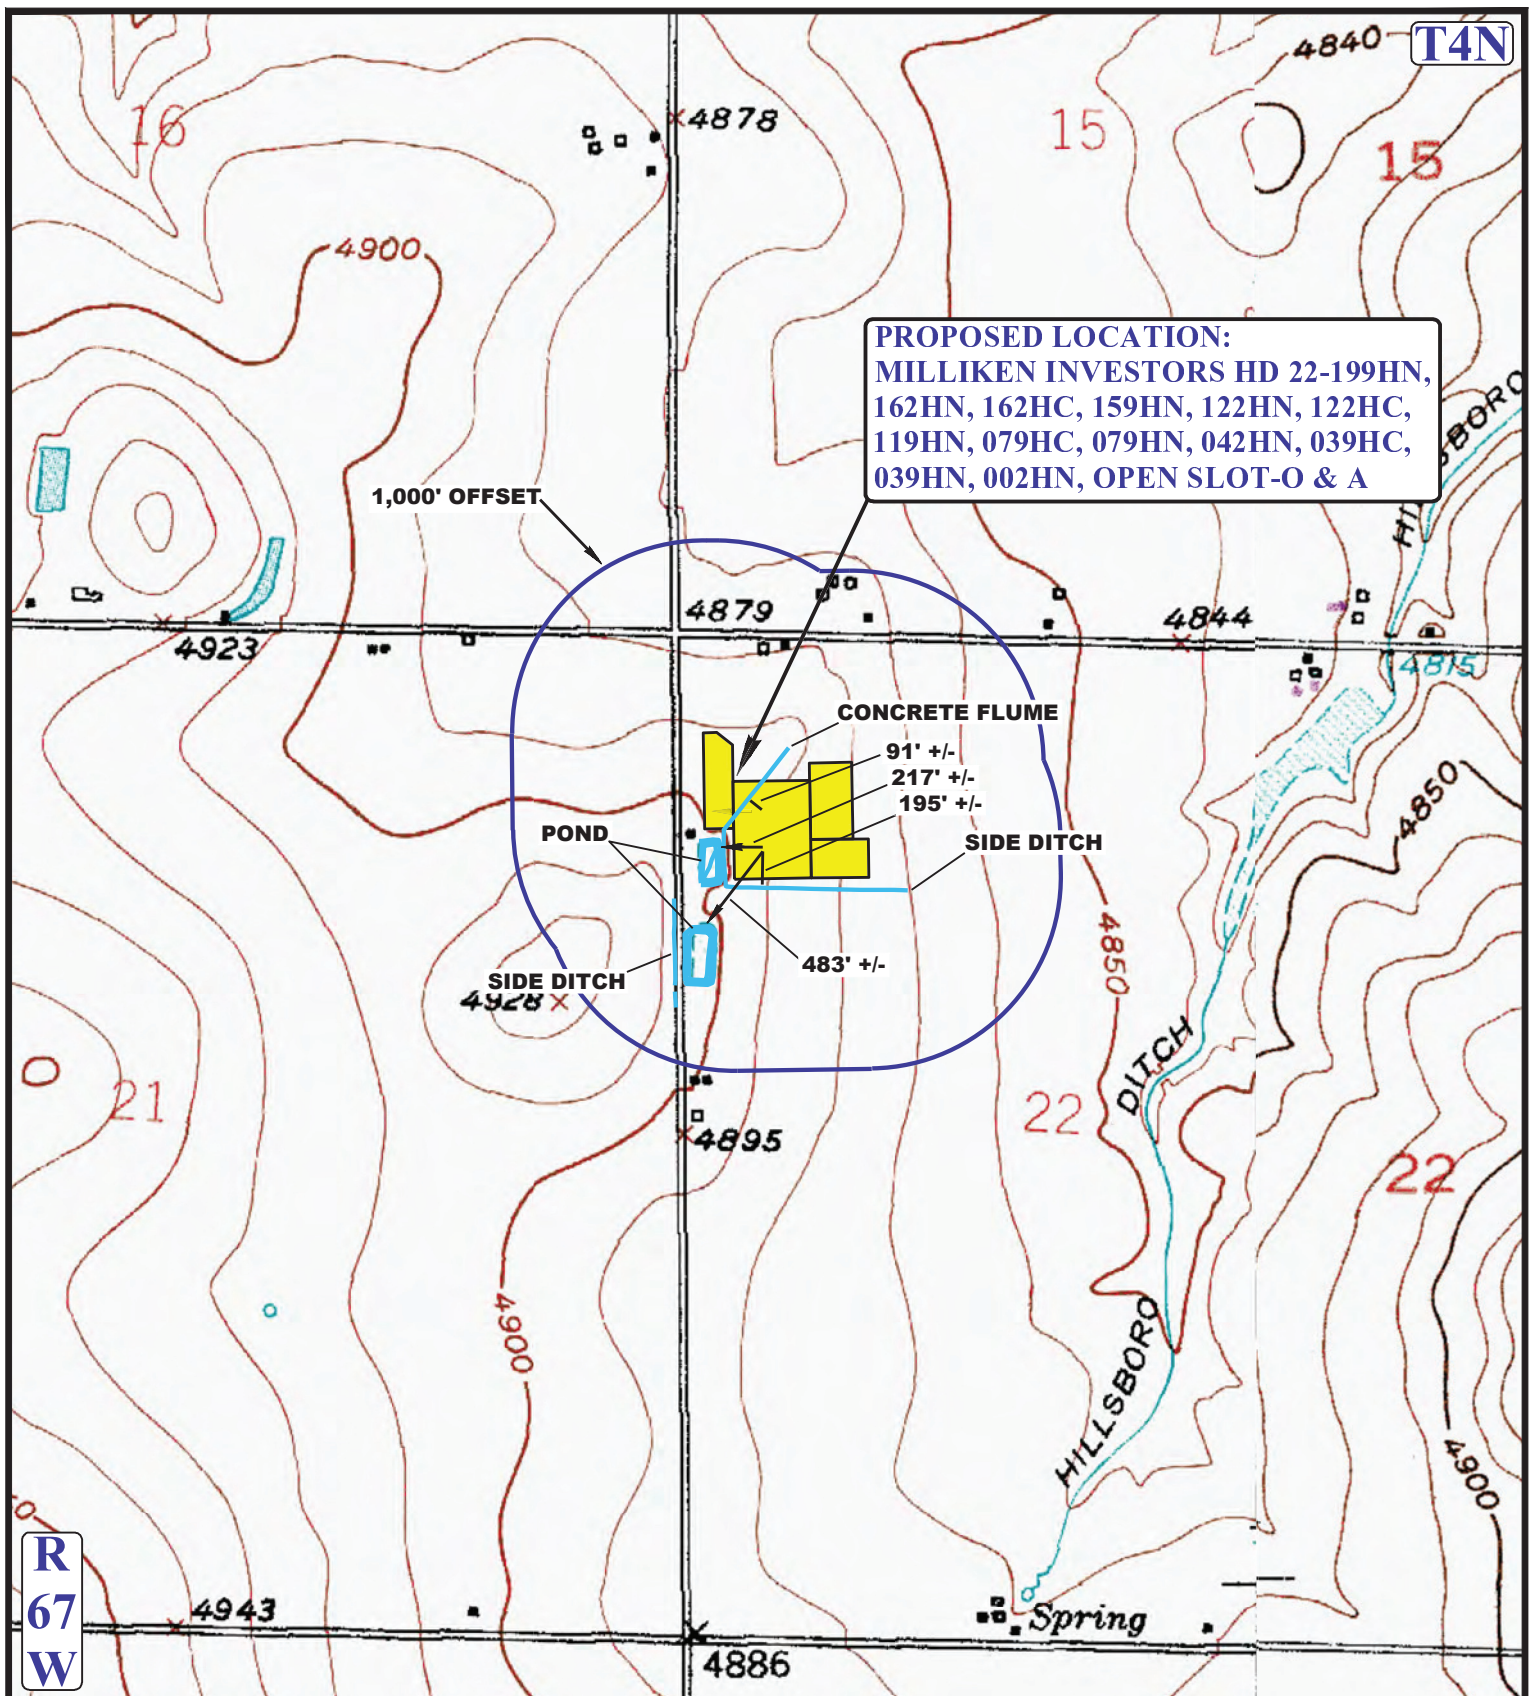 T4N
4840
16
4878
15
15
4900
PROPOSED LOCATION:
MILLIKEN INVESTORS HD 22-199HN,
162HN, 162HC, 159HN, 122HN, 122HC,
119HN, 079HC, 079HN, 042HN, 039HC,
039HN, 002HN, OPEN SLOT-O & A
1,000' OFFSET
4879
4844
4923
4815
CONCRETE FLUME
91' +/-
217' +/-
195' +/-
4850
POND
SIDE DITCH
4850
483' +/-
SIDE DITCH
4928
DITCH
21
22
4895
22
HILLSBORO
4900
4900
R
67
W
4943
Spring
4886